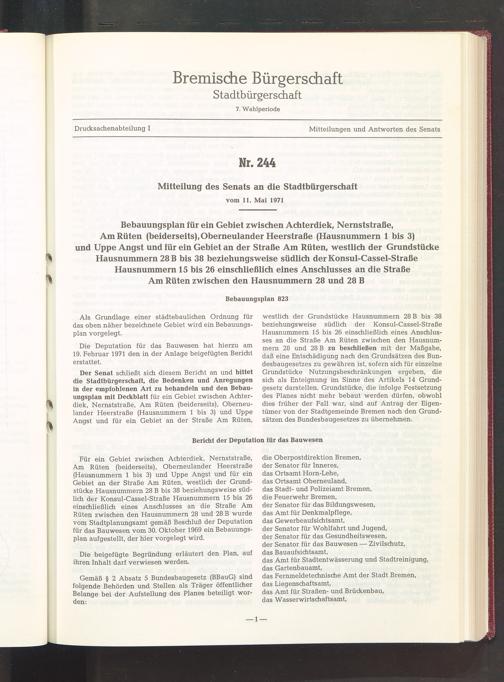 Bremische Bürgerschaft
Stadtbürgerschaft
7. Wahlperiode
Drucksachenabteilung I
Mitteilungen und Antworten des Senats
Nr. 244
Mitteilung des Senats an die Stadtbürgerschaft
vom 11. Mai 1971
Bebauungsplan für ein Gebiet zwischen Achterdiek, Nernststraße,
Am Rüten (beiderseits), Oberneulander Heerstraße (Hausnummern 1 bis 3)
und Uppe Angst und für ein Gebiet an der Straße Am Rüten, westlich der Grundstücke
Hausnummern 28 B bis 38 beziehungsweise südlich der Konsul-Cassel-Straße
Hausnummern 15 bis 26 einschließlich eines Anschlusses an die Straße
Am Rüten zwischen den Hausnummern 28 und 28 B
Bebauungsplan 823
Als Grundlage einer städtebaulichen Ordnung für
das oben näher bezeichnete Gebiet wird ein Bebauungs-
plan vorgelegt.
Die Deputation für das Bauwesen hat hierzu am
19. Februar 1971 den in der Anlage beigefügten Bericht
erstattet.
Der Senat schließt sich diesem Bericht an und bittet
die Stadtbürgerschaft, die Bedenken und Anregungen
in der empfohlenen Art zu behandeln und den Bebau-
ungsplan mit Deckblatt für ein Gebiet zwischen Achter-
diek, Nernststraße, Am Rüten (beiderseits), Oberneu-
lander Heerstraße (Hausnummern 1 bis 3) und Uppe
Angst und für ein Gebiet an der Straße Am Rüten,
westlich der Grundstücke Hausnummern 28 B bis 38
beziehungsweise südlich der Konsul-Cassel-Straße
Hausnummern 15 bis 26 einschließlich eines Anschlus-
ses an die Straße Am Rüten zwischen den Hausnum-
mern 28 und 28 B zu beschließen mit der Maßgabe,
daß eine Entschädigung nach den Grundsätzen des Bun-
desbaugesetzes zu gewähren ist, sofern sich für einzelne
Grundstücke Nutzungsbeschränkungen ergeben, die
sich als Enteignung im Sinne des Artikels 14 Grund-
gesetz darstellen. Grundstücke, die infolge Festsetzung
des Planes nicht mehr bebaut werden dürfen, obwohl
dies früher der Fall war, sind auf Antrag der Eigen-
tümer von der Stadtgemeinde Bremen nach den Grund-
sätzen des Bundesbaugesetzes zu übernehmen.
Bericht der Deputation für das Bauwesen
Für ein Gebiet zwischen Achterdiek, Nernststraße,
Am Rüten (beiderseits), Oberneulander Heerstraße
(Hausnummern 1 bis 3) und Uppe Angst und für ein
Gebiet an der Straße Am Rüten, westlich der Grund-
stücke Hausnummern 28 B bis 38 beziehungsweise süd-
lich der Konsul-Cassel-Straße Hausnummern 15 bis 26
einschließlich eines Anschlusses an die Straße Am
Rüten zwischen den Hausnummern 28 und 28 B wurde
vom Stadtplanungsamt gemäß Beschluß der Deputation
für das Bauwesen vom 30. Oktober 1969 ein Bebauungs-
plan aufgestellt, der hier vorgelegt wird.
Die beigefügte Begründung erläutert den Plan, auf
ihren Inhalt darf verwiesen werden.
Gemäß § 2 Absatz 5 Bundesbaugesetz (BBauG) sind
folgende Behörden und Stellen als Träger öffentlicher
Belange bei der Aufstellung des Planes beteiligt wor-
den:
die Oberpostdirektion Bremen,
der Senator für Inneres,
das Ortsamt Horn-Lehe,
das Ortsamt Oberneuland,
das Stadt- und Polizeiamt Bremen,
die Feuerwehr Bremen,
der Senator für das Bildungswesen,
das Amt für Denkmalpflege,
das Gewerbeaufsichtsamt,
der Senator für Wohlfahrt und Jugend,
der Senator für das Gesundheitswesen,
der Senator für das Bauwesen — Zivilschutz,
das Bauaufsichtsamt,
das Amt für Stadtentwässerung und Stadtreinigung,
das Gartenbauamt,
das Fernmeldetechnische Amt der Stadt Bremen,
das Liegenschaftsamt,
das Amt für Straßen- und Brückenbau,
das Wasserwirtschaftsamt,
— 1 —